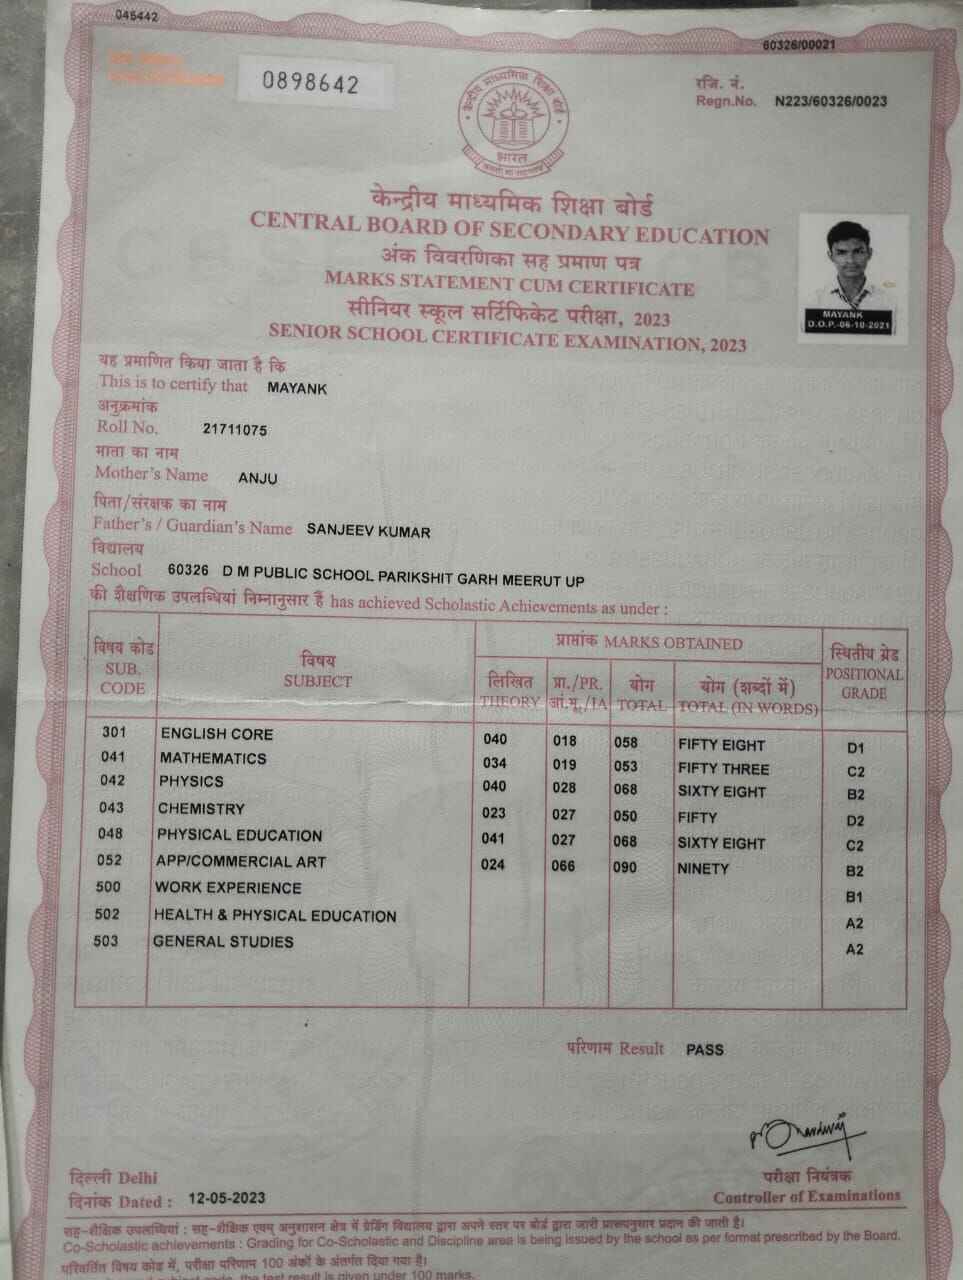 045442
60326/00021
0898642
रजि. नं.
Regn.No. N223/60326/0023
केन्द्रीय माध्यमिक शिक्षा बोर्ड
भारत
केन्द्रीय माध्यमिक शिक्षा बोर्ड
CENTRAL BOARD OF SECONDARY EDUCATION
अंक विवरणिका सह प्रमाण पत्र
MARKS STATEMENT CUM CERTIFICATE
सीनियर स्कूल सर्टिफिकेट परीक्षा, 2023
SENIOR SCHOOL CERTIFICATE EXAMINATION, 2023
MAYANK
D.O.P.-06-10-2021
यह प्रमाणित किया जाता है कि
This is to certify that MAYANK
अनुक्रमांक
Roll No. 21711075
माता का नाम
Mother's Name ANJU
पिता/संरक्षक का नाम
Father's / Guardian's Name SANJEEV KUMAR
विद्यालय
School 60326 D M PUBLIC SCHOOL PARIKSHIT GARH MEERUT UP
की शैक्षणिक उपलब्धियां निम्नानुसार हैं has achieved Scholastic Achievements as under :
विषय कोड SUB. CODE
विषय SUBJECT
प्राप्तांक MARKS OBTAINED
लिखित THEORY
प्रा./PR. आं.मू./IA
योग TOTAL
योग (शब्दों में) TOTAL (IN WORDS)
स्थितीय ग्रेड POSITIONAL GRADE
301 ENGLISH CORE 040 018 058 FIFTY EIGHT D1
041 MATHEMATICS 034 019 053 FIFTY THREE C2
042 PHYSICS 040 028 068 SIXTY EIGHT B2
043 CHEMISTRY 023 027 050 FIFTY D2
048 PHYSICAL EDUCATION 041 027 068 SIXTY EIGHT C2
052 APP/COMMERCIAL ART 024 066 090 NINETY B2
500 WORK EXPERIENCE B1
502 HEALTH & PHYSICAL EDUCATION A2
503 GENERAL STUDIES A2
परिणाम Result PASS
दिल्ली Delhi
दिनांक Dated : 12-05-2023
परीक्षा नियंत्रक
Controller of Examinations
सह-शैक्षिक उपलब्धियां : सह-शैक्षिक एवम् अनुशासन क्षेत्र में ग्रेडिंग विद्यालय द्वारा अपने स्तर पर बोर्ड द्वारा जारी प्रारूपानुसार प्रदान की जाती है।
Co-Scholastic achievements : Grading for Co-Scholastic and Discipline area is being issued by the school as per format prescribed by the Board.
परिवर्तित विषय कोड में, परीक्षा परिणाम 100 अंकों के अंतर्गत दिया गया है।
subject code, the test result is given under 100 marks.